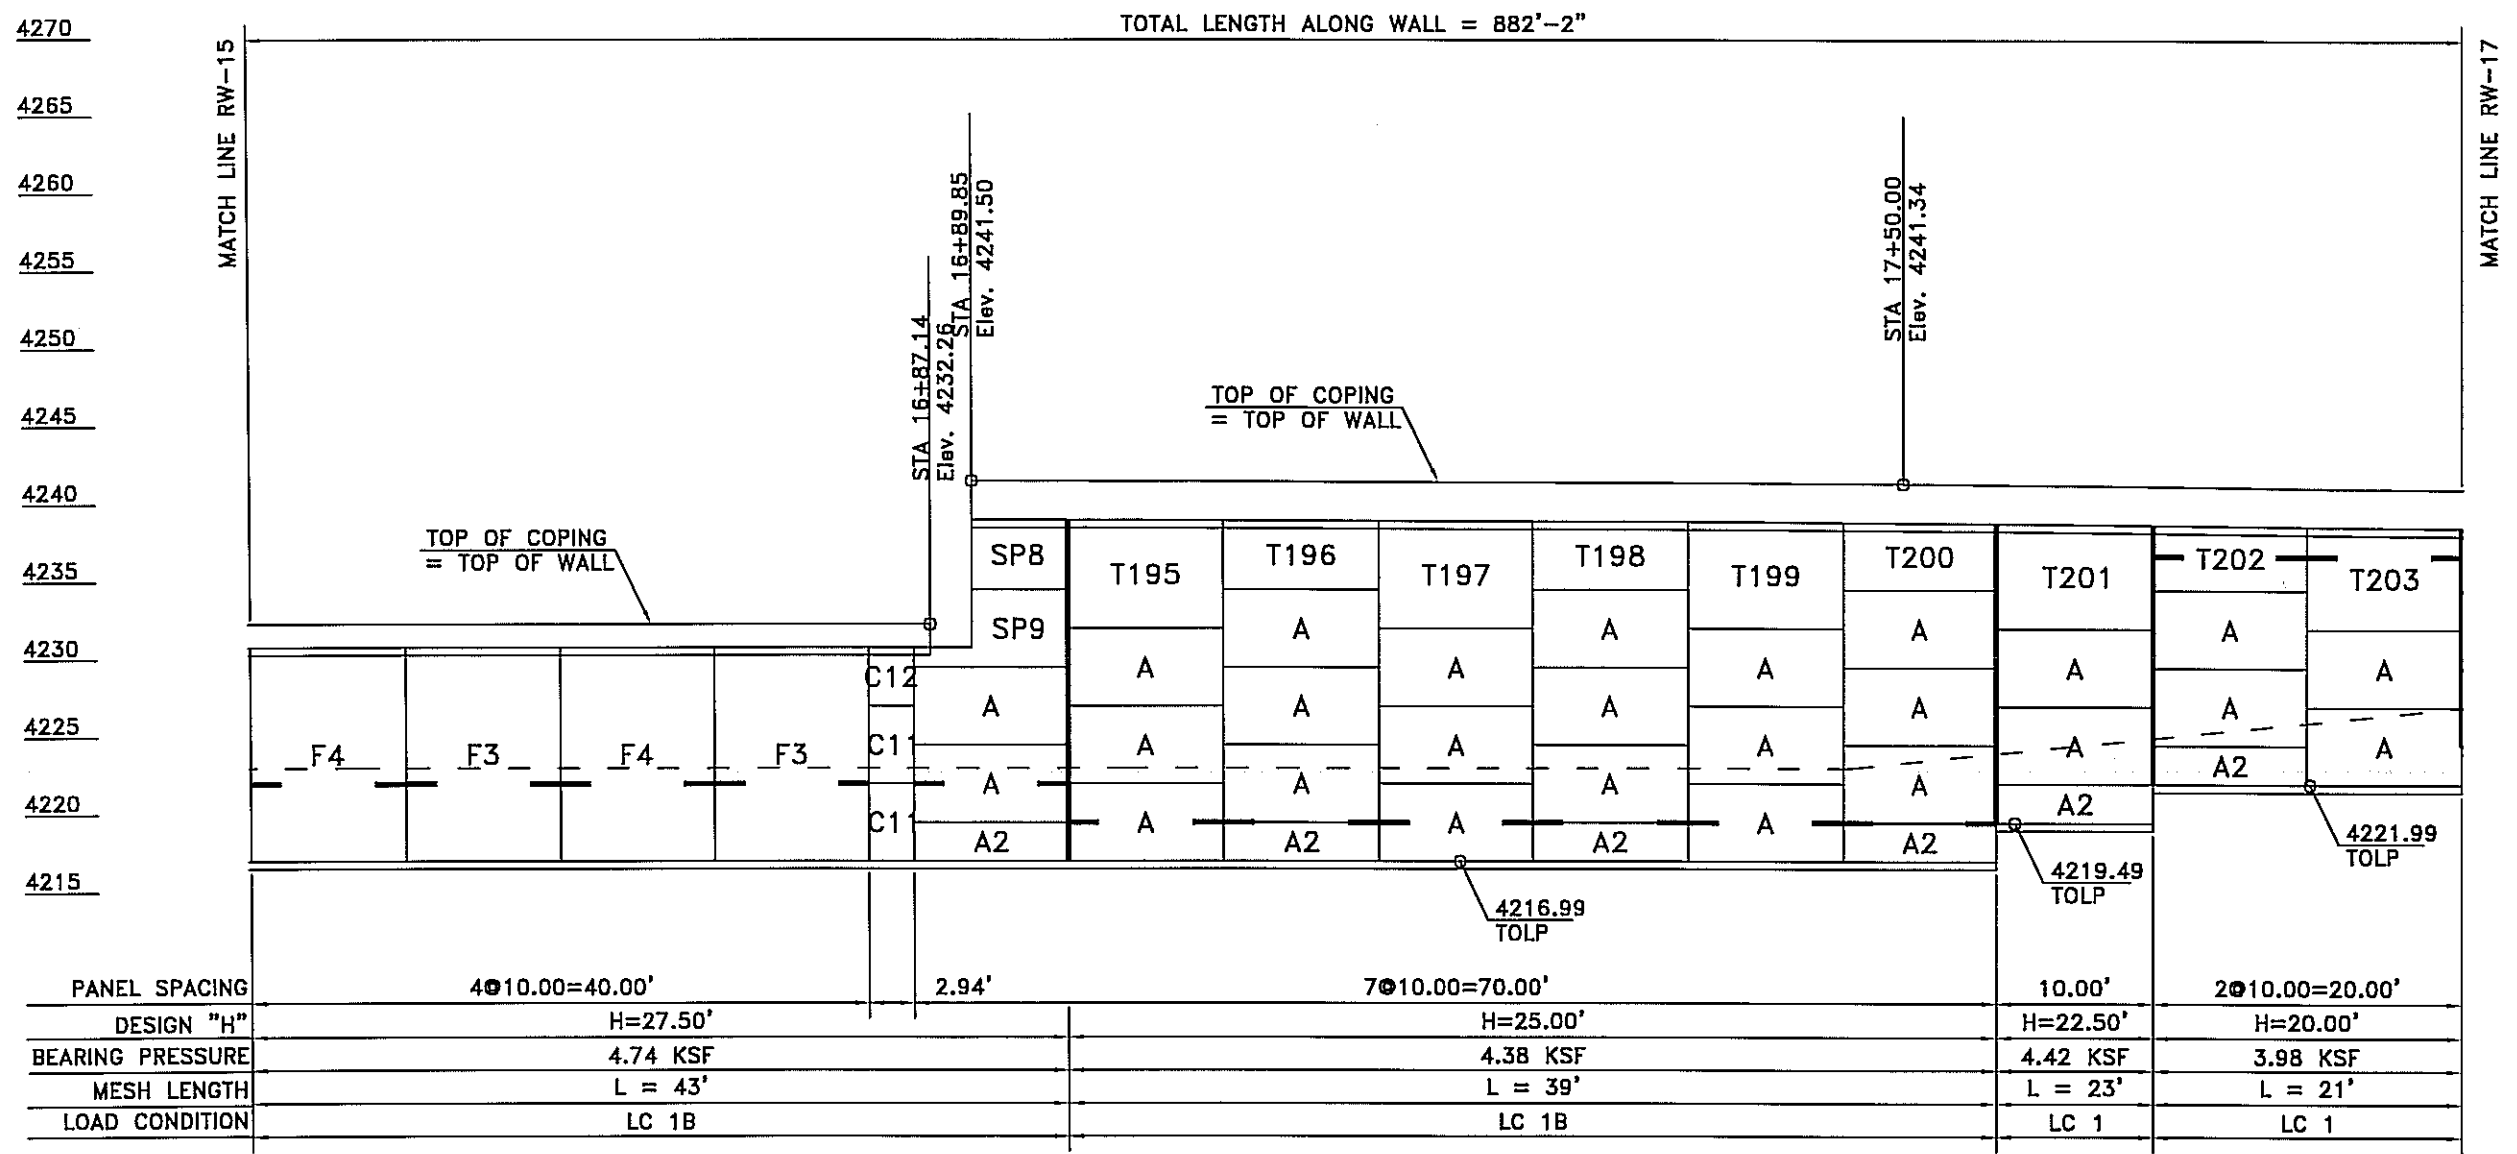 TOTAL LENGTH ALONG WALL = 882'-2"
4270
4265
4260
4255
4250
4245
4240
4235
4230
4225
4220
4215
MATCH LINE RW-15
MATCH LINE RW-17
STA 16+87.14
Elev. 4232.26
STA 16+89.85
Elev. 4241.50
STA 17+50.00
Elev. 4241.34
TOP OF COPING
= TOP OF WALL
TOP OF COPING
= TOP OF WALL
SP8 T195 T196 T197 T198 T199 T200 T201 T202 T203
SP9 A A A A
C12 A A A A A A A A A A
F4 F3 F4 F3 C11 A A A A A A A2 A
C11 A2 A A2 A A2 A A2 A2
4216.99
TOLP
4219.49
TOLP
4221.99
TOLP
PANEL SPACING 4@10.00=40.00' 2.94' 7@10.00=70.00' 10.00' 2@10.00=20.00'
DESIGN "H" H=27.50' H=25.00' H=22.50' H=20.00'
BEARING PRESSURE 4.74 KSF 4.38 KSF 4.42 KSF 3.98 KSF
MESH LENGTH L = 43' L = 39' L = 23' L = 21'
LOAD CONDITION LC 1B LC 1B LC 1 LC 1